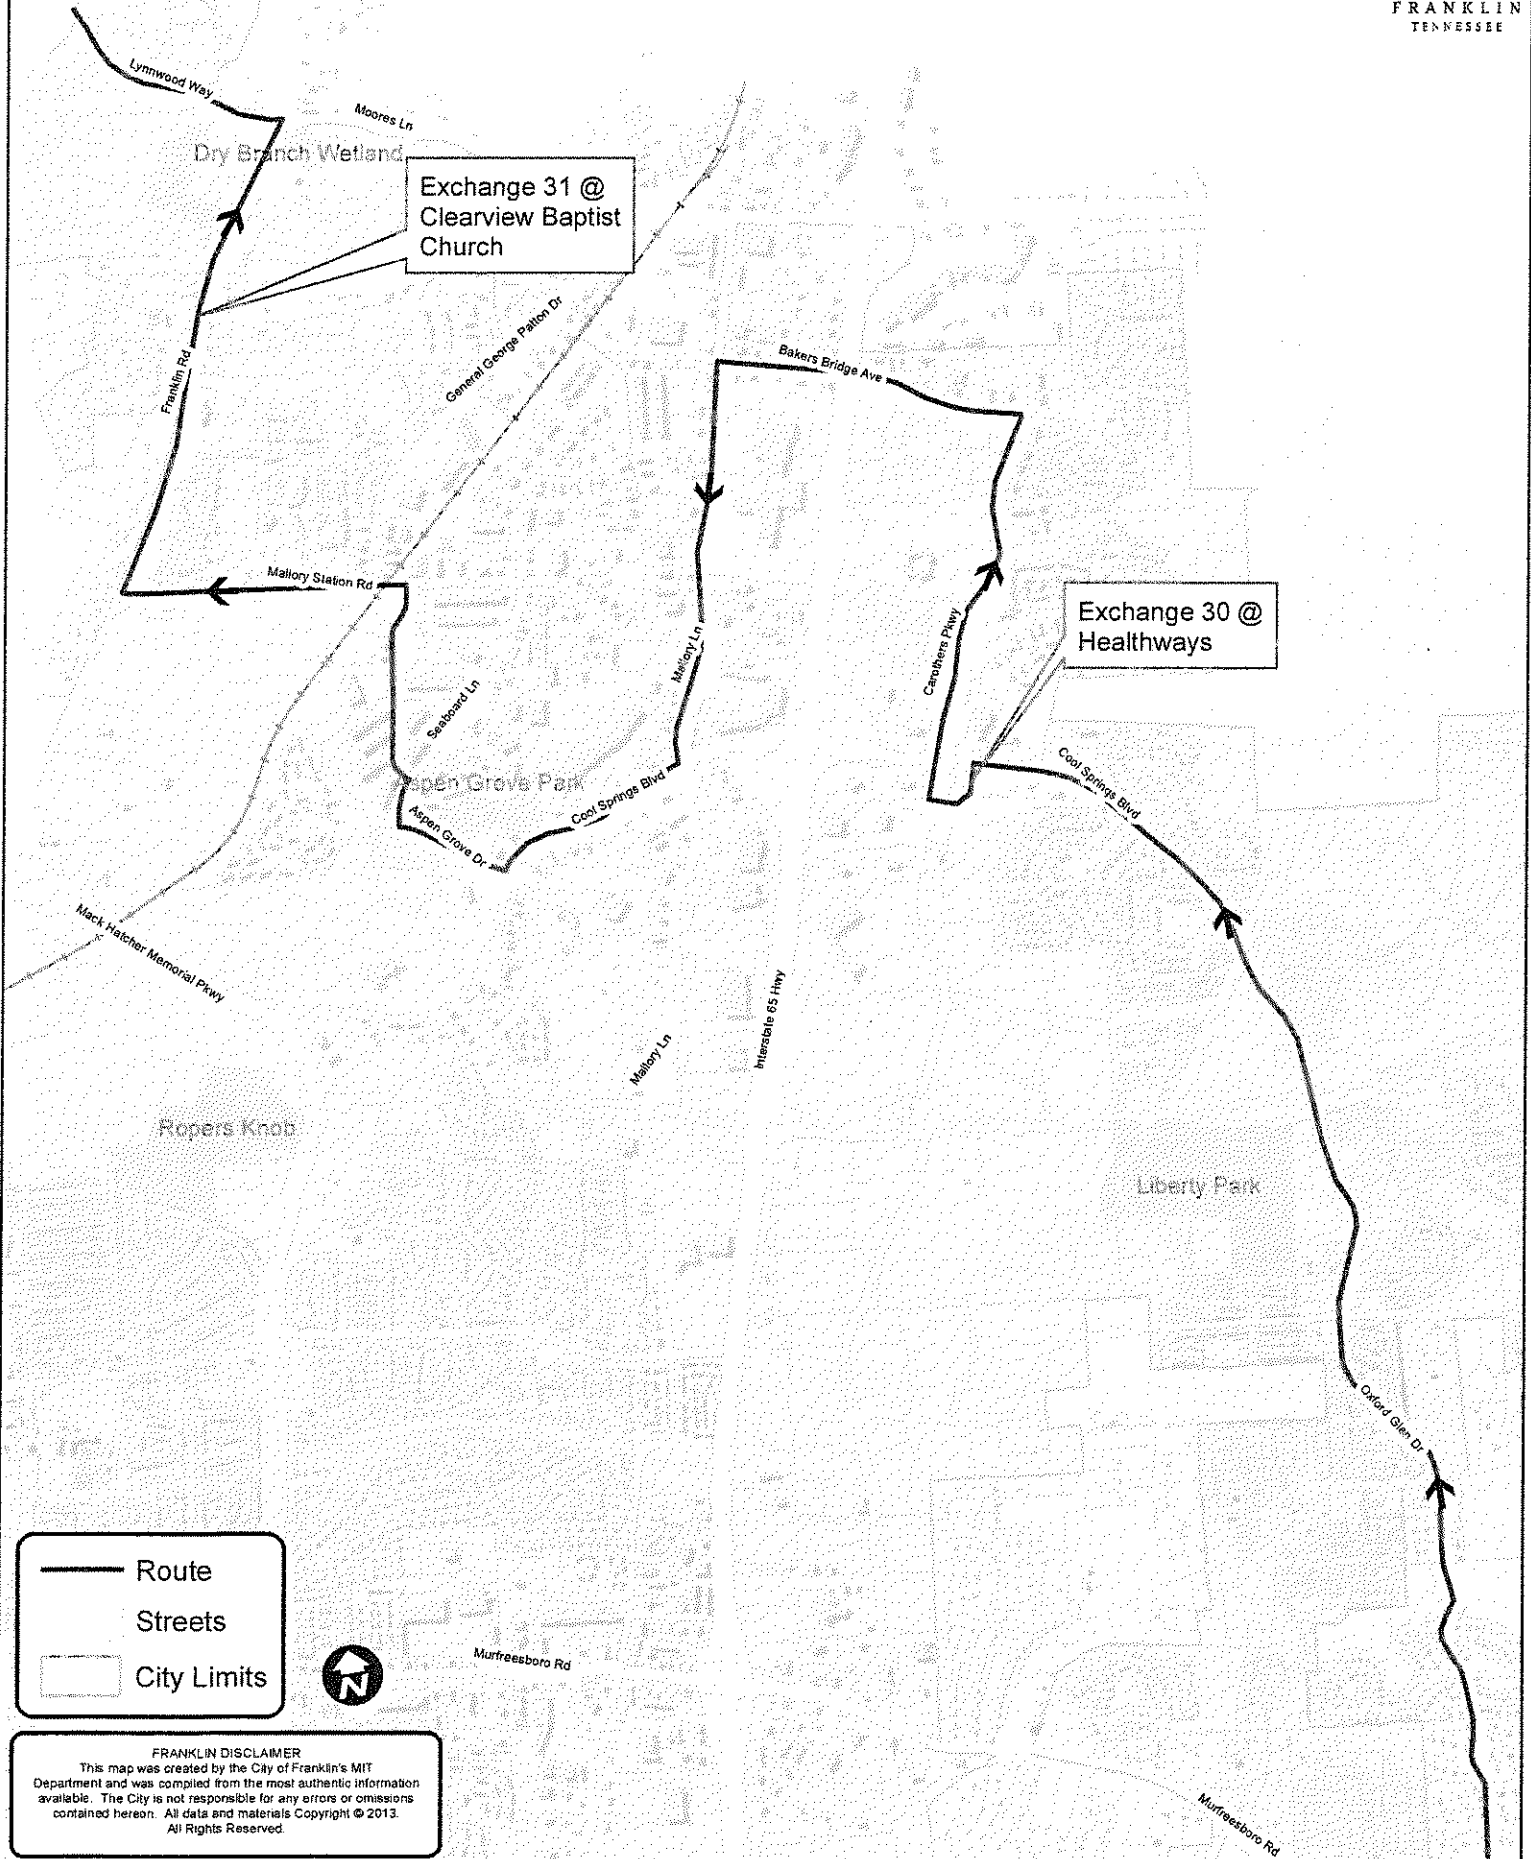 FRANKLIN
TENNESSEE
Lynnwood Way
Moores Ln
Dry Branch Wetland
Exchange 31 @
Clearview Baptist
Church
General George Patton Dr
Franklin Rd
Bakers Bridge Ave
Mallory Station Rd
Exchange 30 @
Healthways
Carothers Pkwy
Mallory Ln
Seaboard Ln
Aspen Grove Park
Cool Springs Blvd
Cool Springs Blvd
Aspen Grove Dr
Mack Hatcher Memorial Pkwy
Interstate 65 Hwy
Mallory Ln
Ropers Knob
Liberty Park
Oxford Glen Dr
Route
Streets
City Limits
N
Murfreesboro Rd
FRANKLIN DISCLAIMER
This map was created by the City of Franklin's MIT
Department and was compiled from the most authentic information
available. The City is not responsible for any errors or omissions
contained hereon. All data and materials Copyright © 2013.
All Rights Reserved.
Murfreesboro Rd